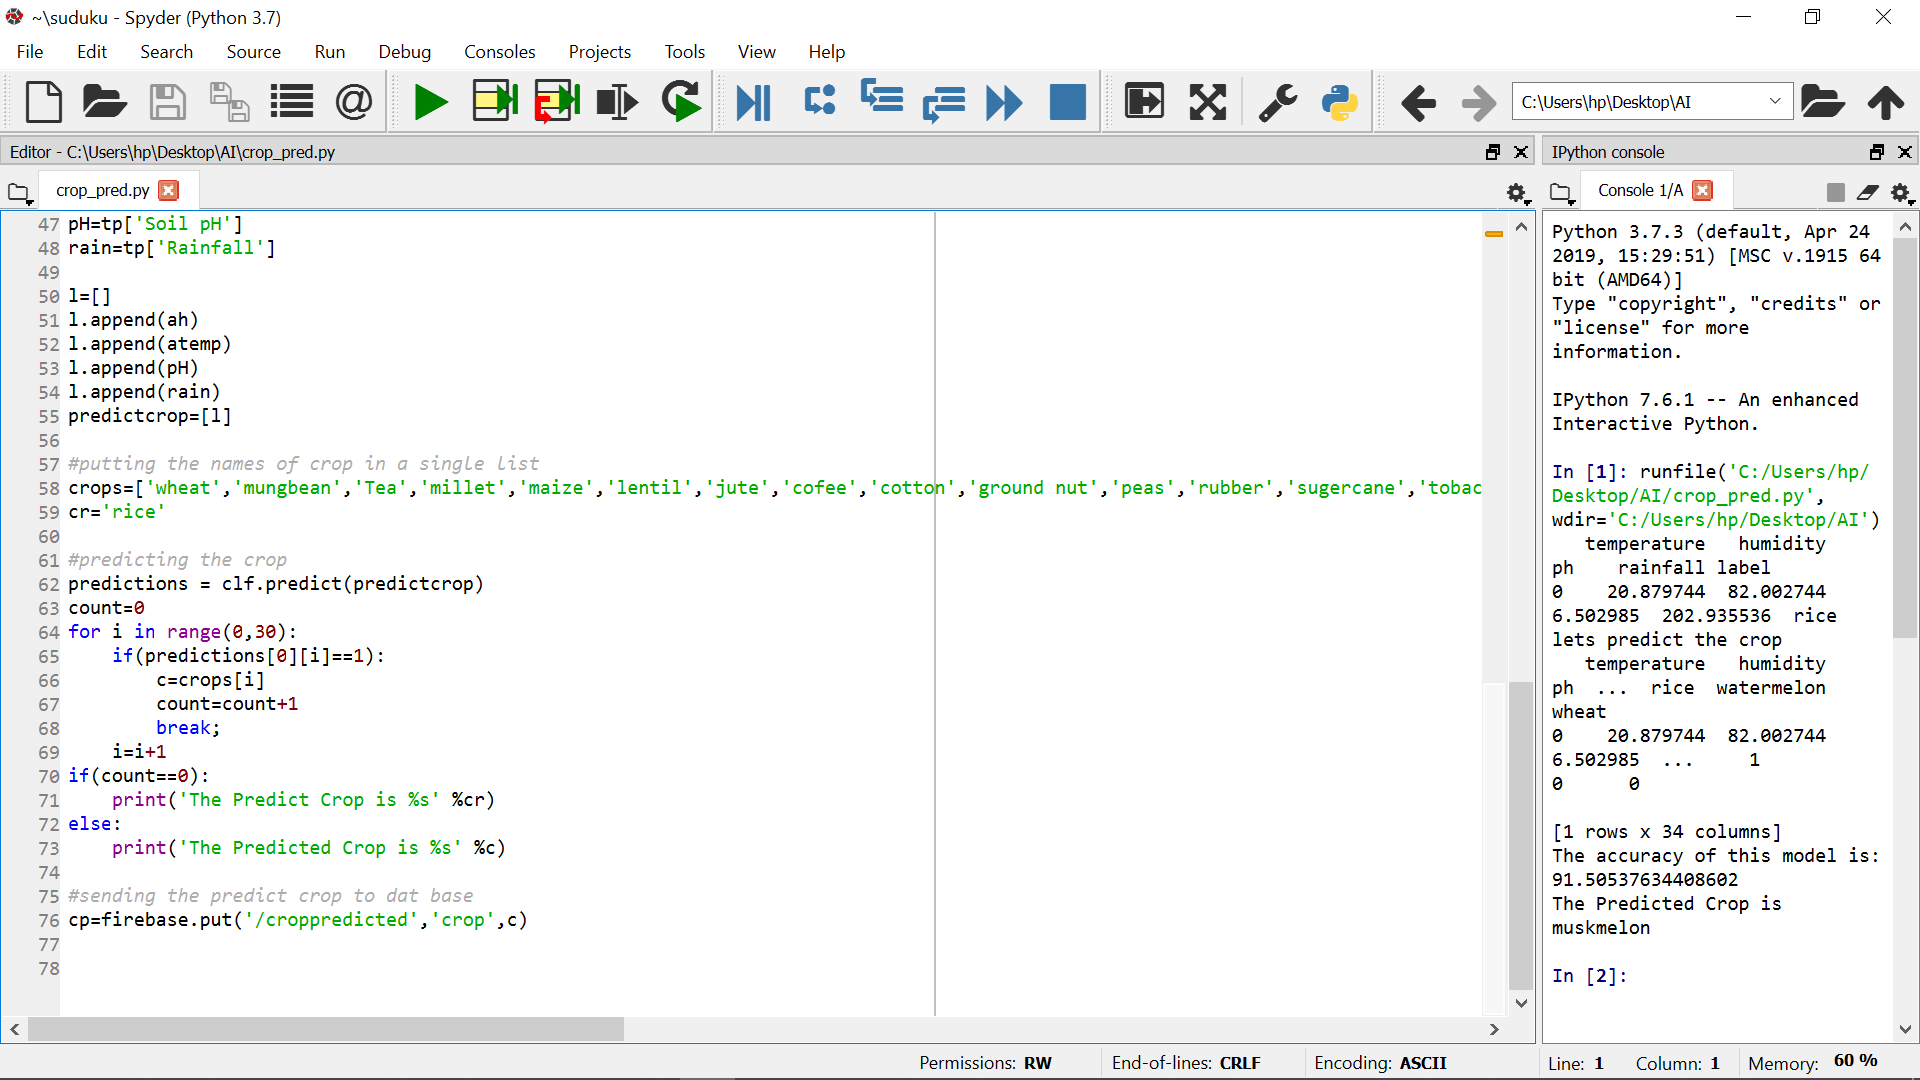 ~\suduku - Spyder (Python 3.7)
File Edit Search Source Run Debug Consoles Projects Tools View Help
C:\Users\hp\Desktop\AI
Editor - C:\Users\hp\Desktop\AI\crop_pred.py
crop_pred.py
47 pH=tp['Soil pH']
48 rain=tp['Rainfall']
49
50 l=[]
51 l.append(ah)
52 l.append(atemp)
53 l.append(pH)
54 l.append(rain)
55 predictcrop=[l]
56
57 #putting the names of crop in a single list
58 crops=['wheat','mungbean','Tea','millet','maize','lentil','jute','cofee','cotton','ground nut','peas','rubber','sugercane','tobac
59 cr='rice'
60
61 #predicting the crop
62 predictions = clf.predict(predictcrop)
63 count=0
64 for i in range(0,30):
65     if(predictions[0][i]==1):
66         c=crops[i]
67         count=count+1
68         break;
69     i=i+1
70 if(count==0):
71     print('The Predict Crop is %s' %cr)
72 else:
73     print('The Predicted Crop is %s' %c)
74
75 #sending the predict crop to dat base
76 cp=firebase.put('/croppredicted','crop',c)
77
78
IPython console
Console 1/A
Python 3.7.3 (default, Apr 24
2019, 15:29:51) [MSC v.1915 64
bit (AMD64)]
Type "copyright", "credits" or
"license" for more
information.
IPython 7.6.1 -- An enhanced
Interactive Python.
In [1]: runfile('C:/Users/hp/
Desktop/AI/crop_pred.py',
wdir='C:/Users/hp/Desktop/AI')
temperature humidity
ph rainfall label
0 20.879744 82.002744
6.502985 202.935536 rice
lets predict the crop
temperature humidity
ph ... rice watermelon
wheat
0 20.879744 82.002744
6.502985 ... 1
0 0
[1 rows x 34 columns]
The accuracy of this model is:
91.50537634408602
The Predicted Crop is
muskmelon
In [2]:
Permissions: RW End-of-lines: CRLF Encoding: ASCII Line: 1 Column: 1 Memory: 60 %